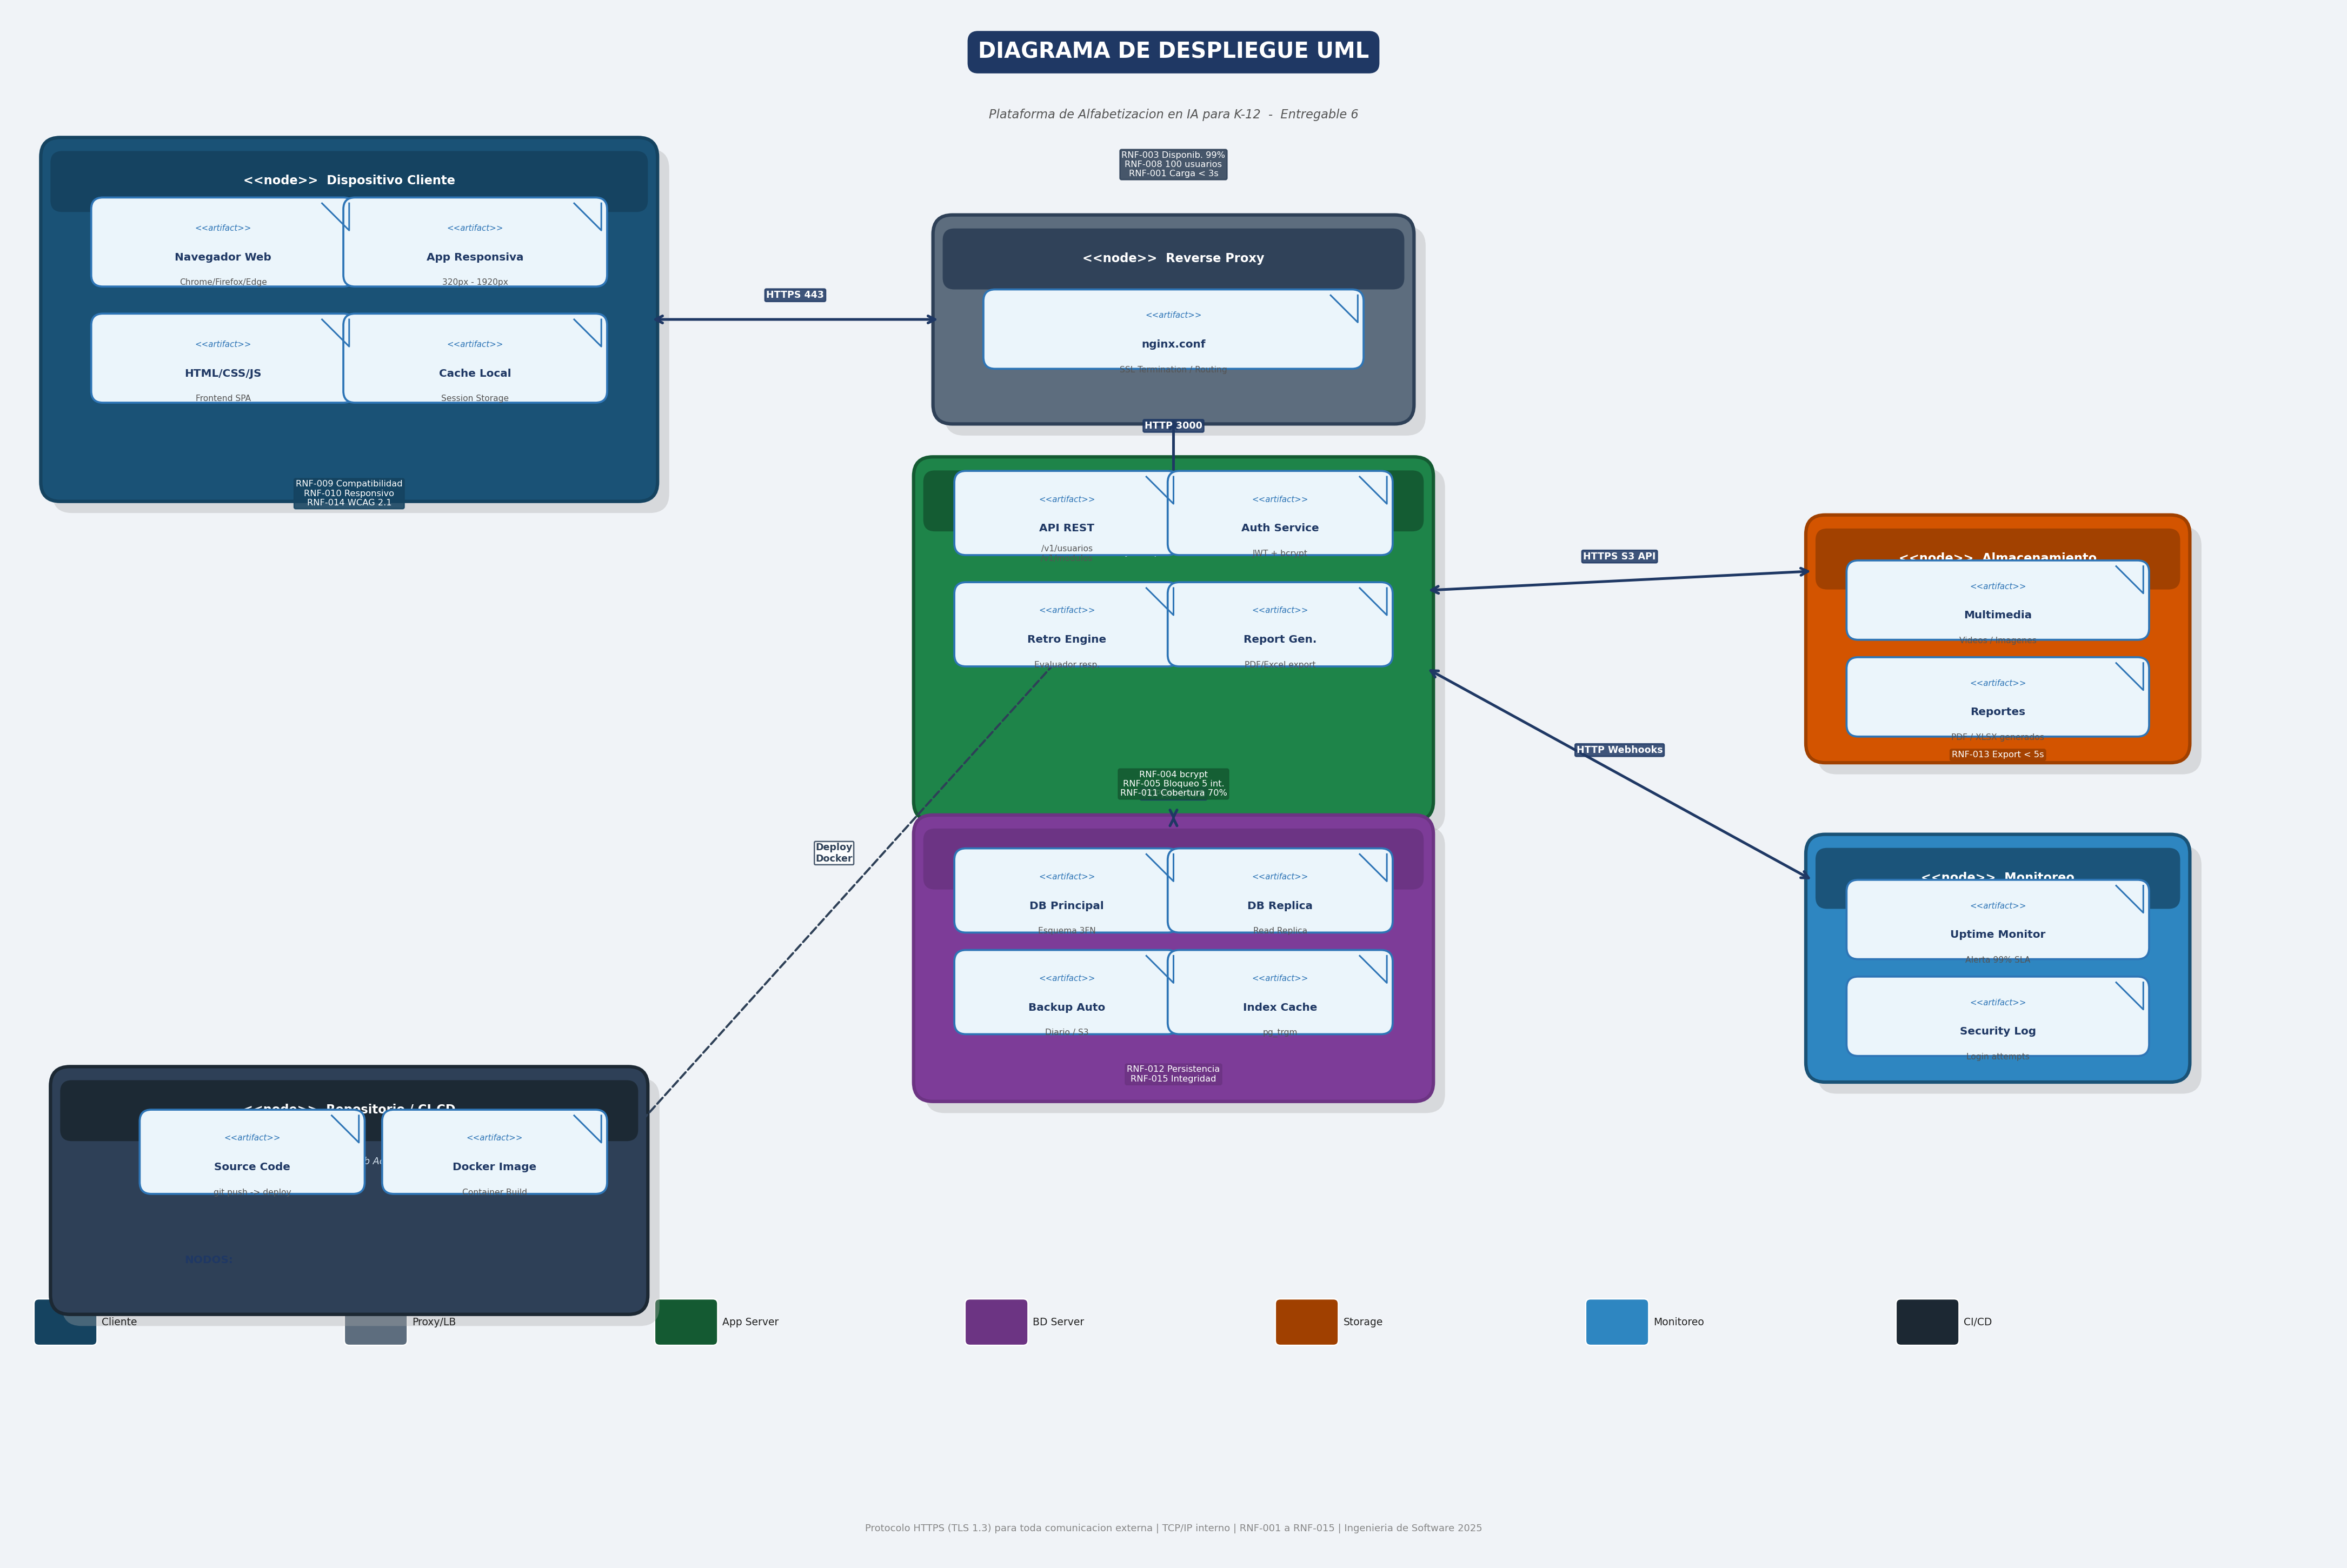 DIAGRAMA DE DESPLIEGUE UML
Plataforma de Alfabetizacion en IA para K-12 - Entregable 6
RNF-003 Disponib. 99%
RNF-008 100 usuarios
RNF-001 Carga < 3s
<<node>> Dispositivo Cliente
<<artifact>>
Navegador Web
Chrome/Firefox/Edge
<<artifact>>
App Responsiva
320px - 1920px
<<artifact>>
HTML/CSS/JS
Frontend SPA
<<artifact>>
Cache Local
Session Storage
RNF-009 Compatibilidad
RNF-010 Responsivo
RNF-014 WCAG 2.1
HTTPS 443
<<node>> Reverse Proxy
<<artifact>>
nginx.conf
SSL Termination / Routing
HTTP 3000
<<artifact>>
API REST
/v1/usuarios
<<artifact>>
Auth Service
JWT + bcrypt
<<artifact>>
Retro Engine
Evaluador resp.
<<artifact>>
Report Gen.
PDF/Excel export
RNF-004 bcrypt
RNF-005 Bloqueo 5 int.
RNF-011 Cobertura 70%
HTTPS S3 API
HTTP Webhooks
<<node>> Almacenamiento
<<artifact>>
Multimedia
Videos / Imagenes
<<artifact>>
Reportes
PDF / XLSX generados
RNF-013 Export < 5s
Deploy
Docker
<<artifact>>
DB Principal
Esquema 3FN
<<artifact>>
DB Replica
Read Replica
<<artifact>>
Backup Auto
Diario / S3
<<artifact>>
Index Cache
pg_trgm
RNF-012 Persistencia
RNF-015 Integridad
<<node>> Monitoreo
<<artifact>>
Uptime Monitor
Alerta 99% SLA
<<artifact>>
Security Log
Login attempts
<<node>> Repositorio / CI-CD
<<artifact>>
Source Code
git push -> deploy
<<artifact>>
Docker Image
Container Build
NODOS:
Cliente
Proxy/LB
App Server
BD Server
Storage
Monitoreo
CI/CD
Protocolo HTTPS (TLS 1.3) para toda comunicacion externa | TCP/IP interno | RNF-001 a RNF-015 | Ingenieria de Software 2025